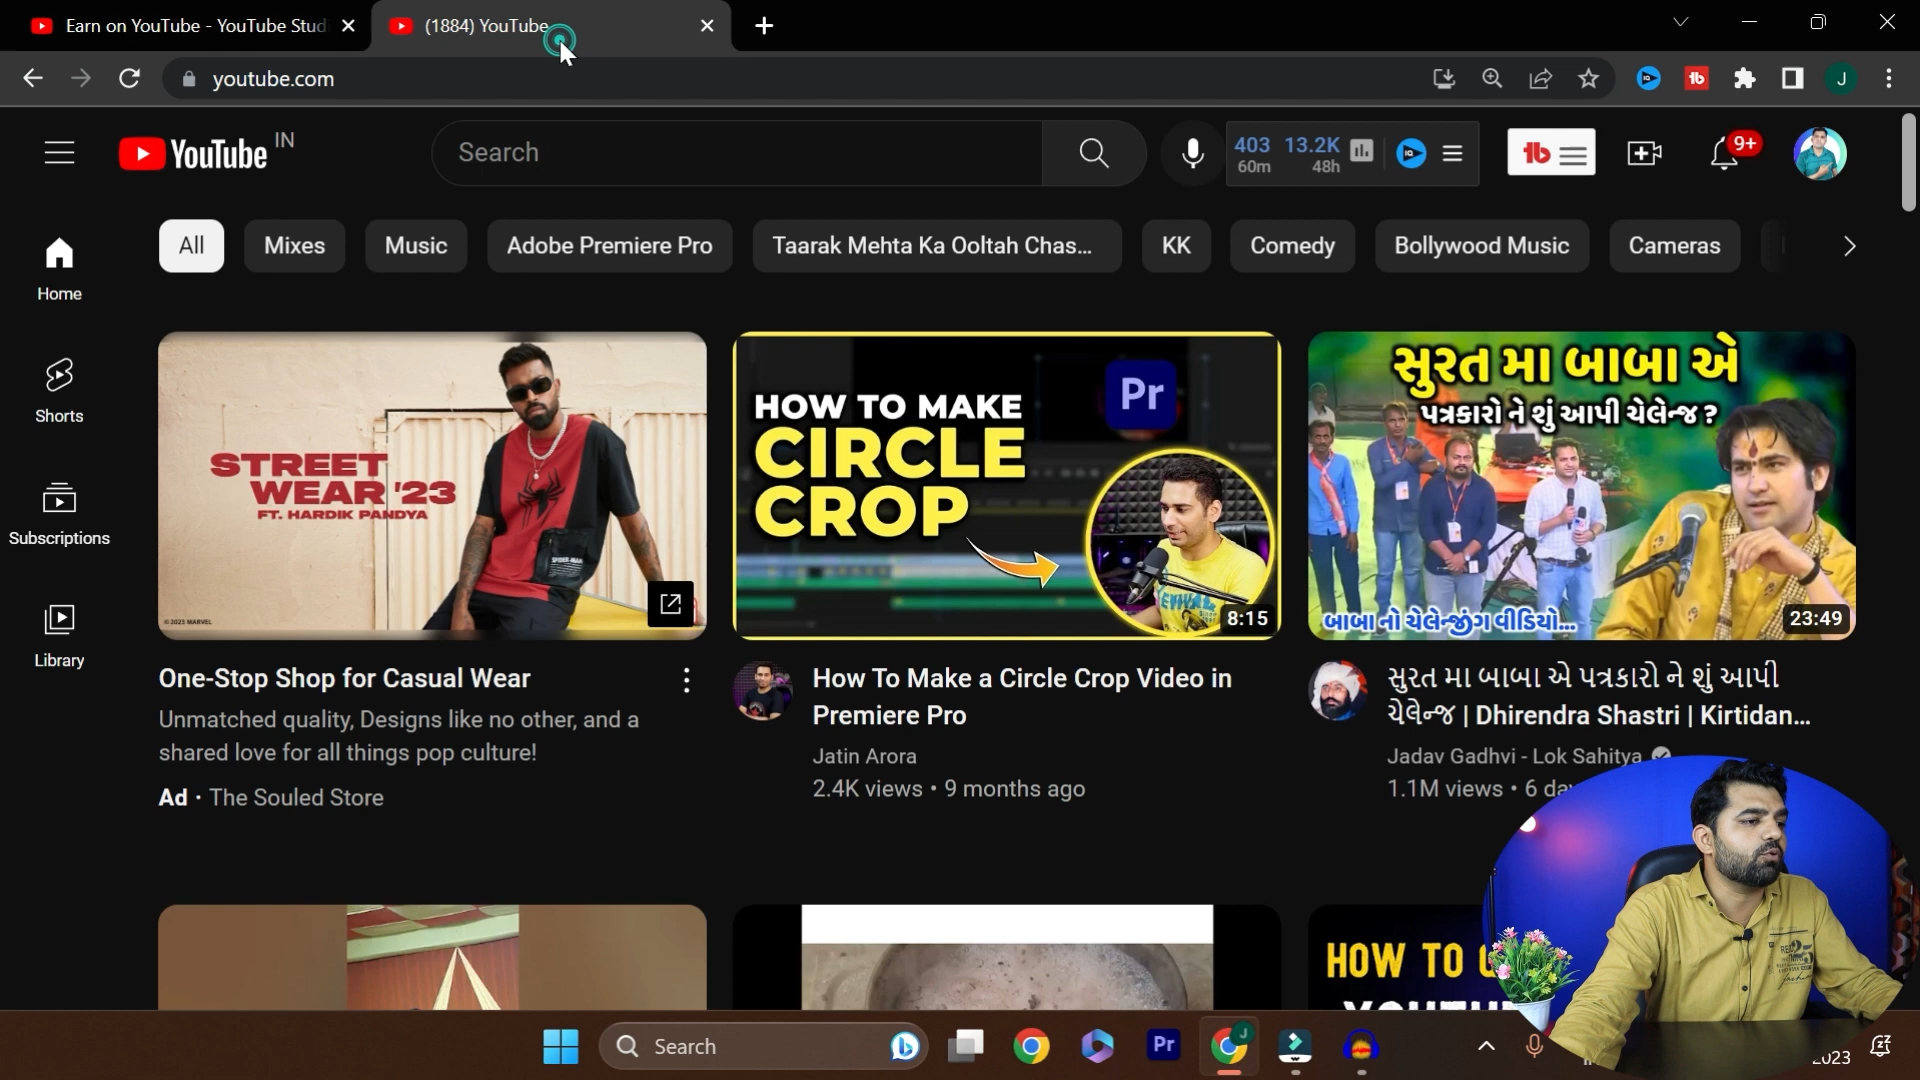 Earn on YouTube - YouTube Stud
(1884) YouTube
youtube.com
YouTube IN
Search
403 13.2K
60m 48h
9+
J
All
Mixes
Music
Adobe Premiere Pro
Taarak Mehta Ka Ooltah Chas...
KK
Comedy
Bollywood Music
Cameras
Home
Shorts
Subscriptions
Library
STREET
WEAR '23
FT. HARDIK PANDYA
© 2023 MARVEL
One-Stop Shop for Casual Wear
Unmatched quality, Designs like no other, and a
shared love for all things pop culture!
Ad · The Souled Store
HOW TO MAKE
CIRCLE
CROP
Pr
8:15
How To Make a Circle Crop Video in
Premiere Pro
Jatin Arora
2.4K views • 9 months ago
સુરત મા બાબા એ
પત્રકારો ને શું આપી ચેલેન્જ ?
બાબા નો ચેલેન્જીંગ વીડિયો...
23:49
સુરત મા બાબા એ પત્રકારો ને શું આપી
ચેલેન્જ | Dhirendra Shastri | Kirtidan...
Jadav Gadhvi - Lok Sahitya
1.1M views • 6 da
HOW TO
Search
Pr
J
2023